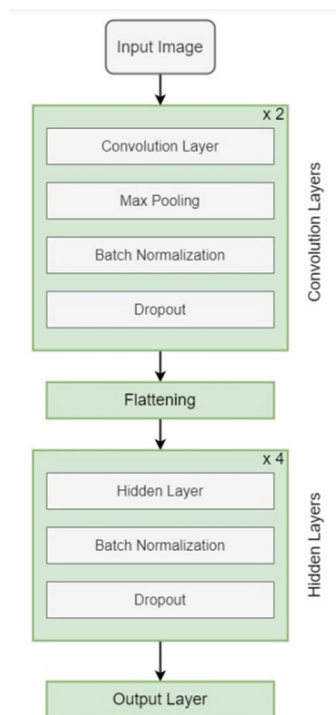 Input Image
x 2
Convolution Layer
Max Pooling
Batch Normalization
Dropout
Convolution Layers
Flattening
x 4
Hidden Layer
Batch Normalization
Dropout
Hidden Layers
Output Layer